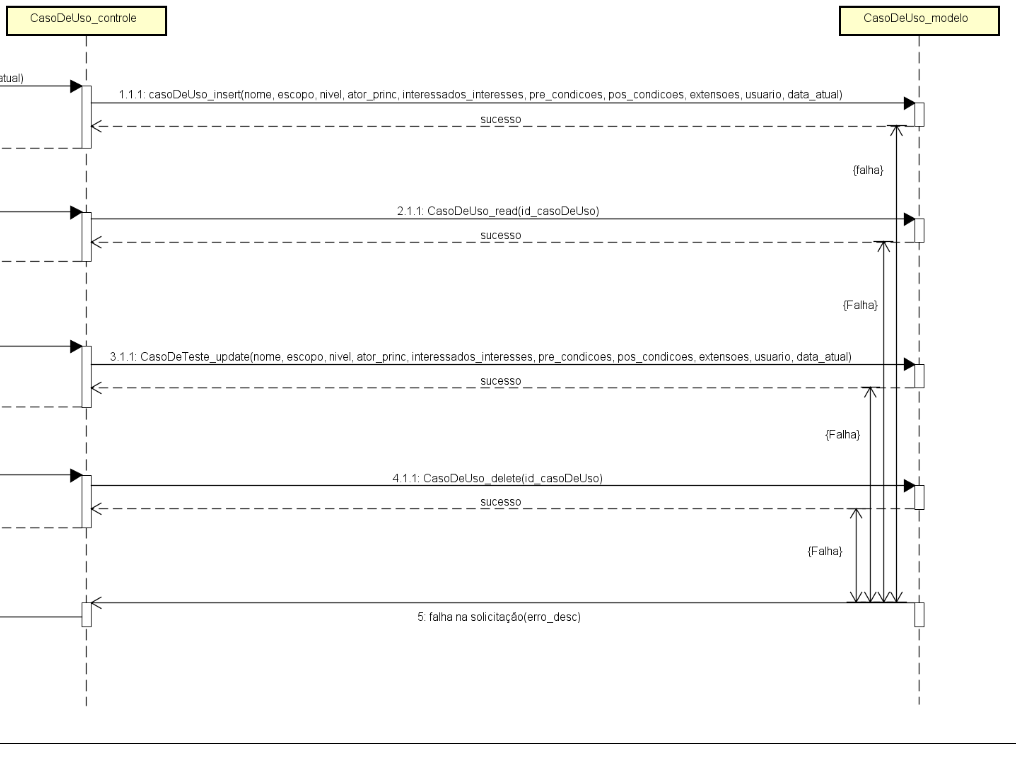 CasoDeUso_controle
CasoDeUso_modelo
atual)
1.1.1: casoDeUso_insert(nome, escopo, nivel, ator_princ, interessados_interesses, pre_condicoes, pos_condicoes, extensoes, usuario, data_atual)
sucesso
{falha}
2.1.1: CasoDeUso_read(id_casoDeUso)
sucesso
{Falha}
3.1.1: CasoDeTeste_update(nome, escopo, nivel, ator_princ, interessados_interesses, pre_condicoes, pos_condicoes, extensoes, usuario, data_atual)
sucesso
{Falha}
4.1.1: CasoDeUso_delete(id_casoDeUso)
sucesso
{Falha}
5: falha na solicitação(erro_desc)